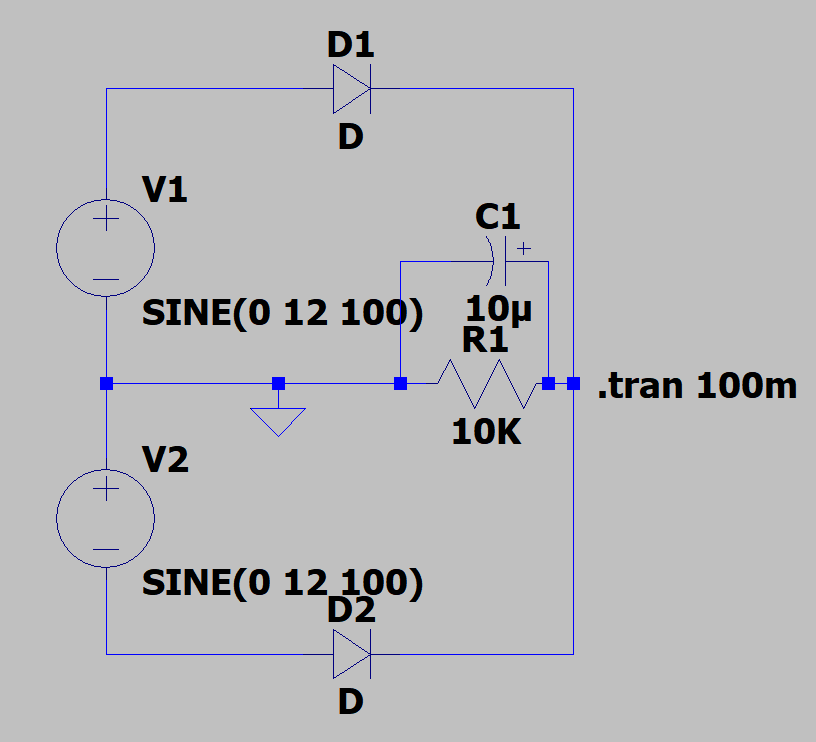 D1
D
V1
C1
SINE(0 12 100)
10µ
R1
.tran 100m
10K
V2
SINE(0 12 100)
D2
D